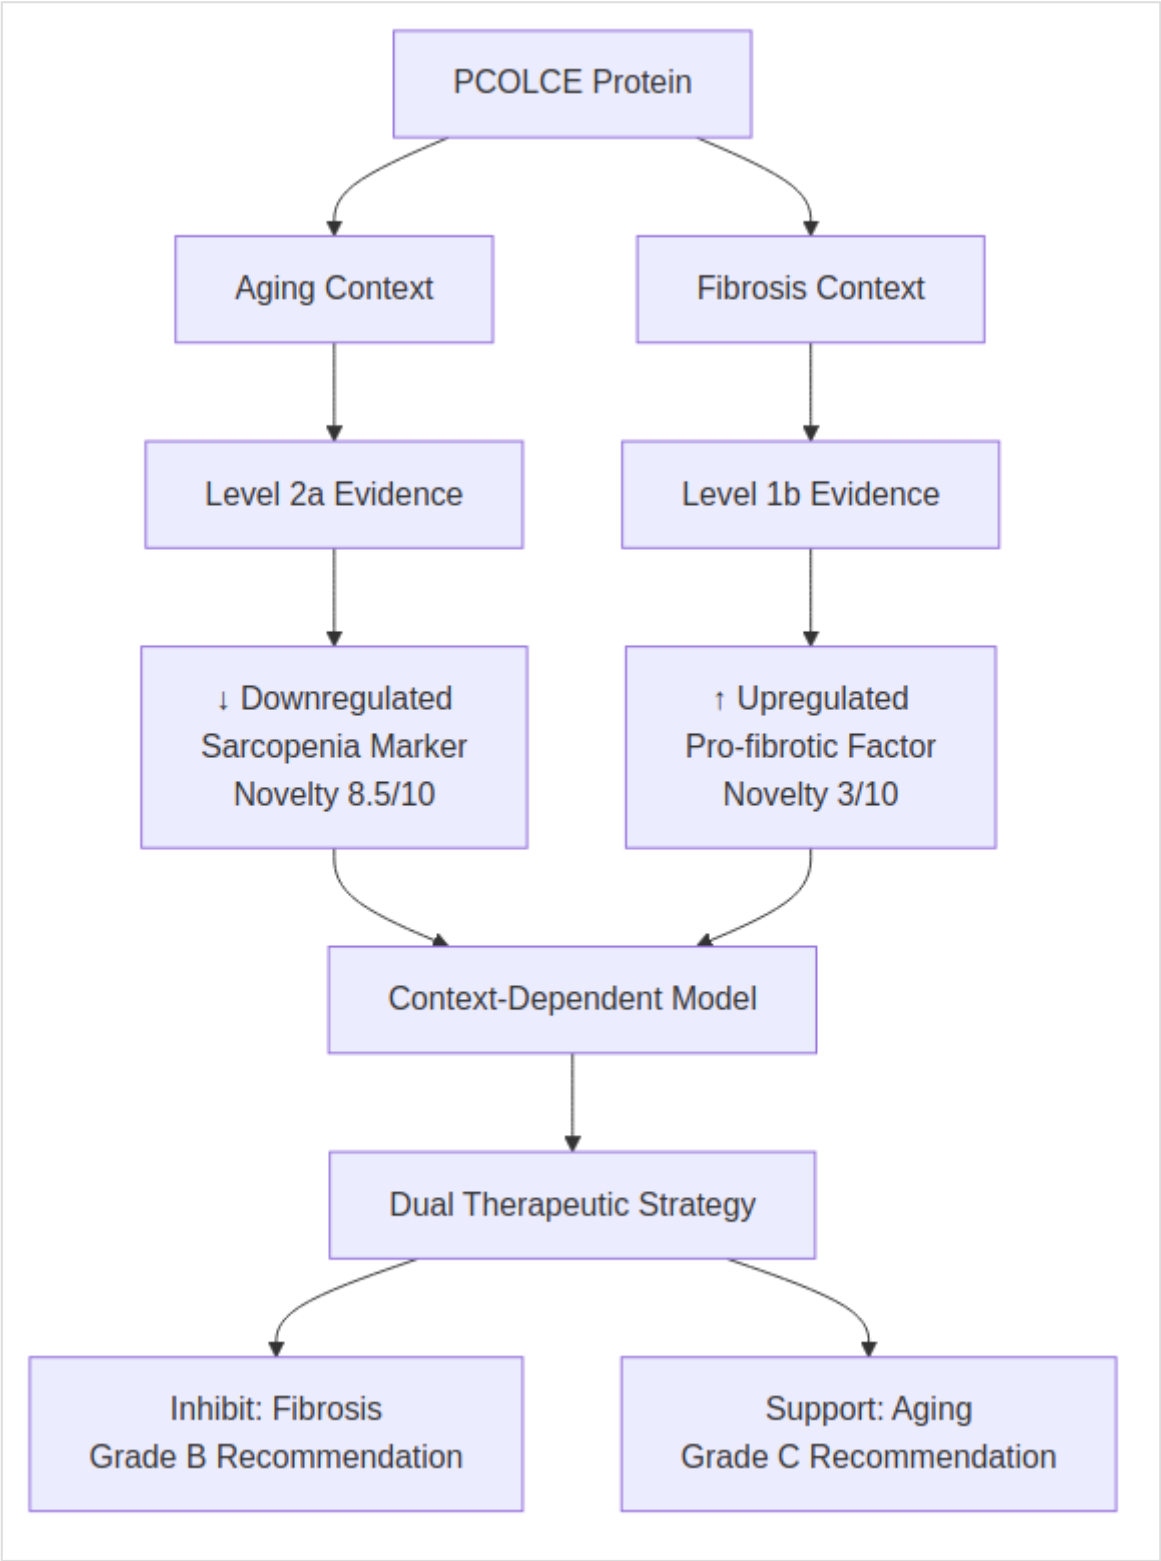 PCOLCE Protein
Aging Context
Fibrosis Context
Level 2a Evidence
Level 1b Evidence
↓ Downregulated
Sarcopenia Marker
Novelty 8.5/10
↑ Upregulated
Pro-fibrotic Factor
Novelty 3/10
Context-Dependent Model
Dual Therapeutic Strategy
Inhibit: Fibrosis
Grade B Recommendation
Support: Aging
Grade C Recommendation